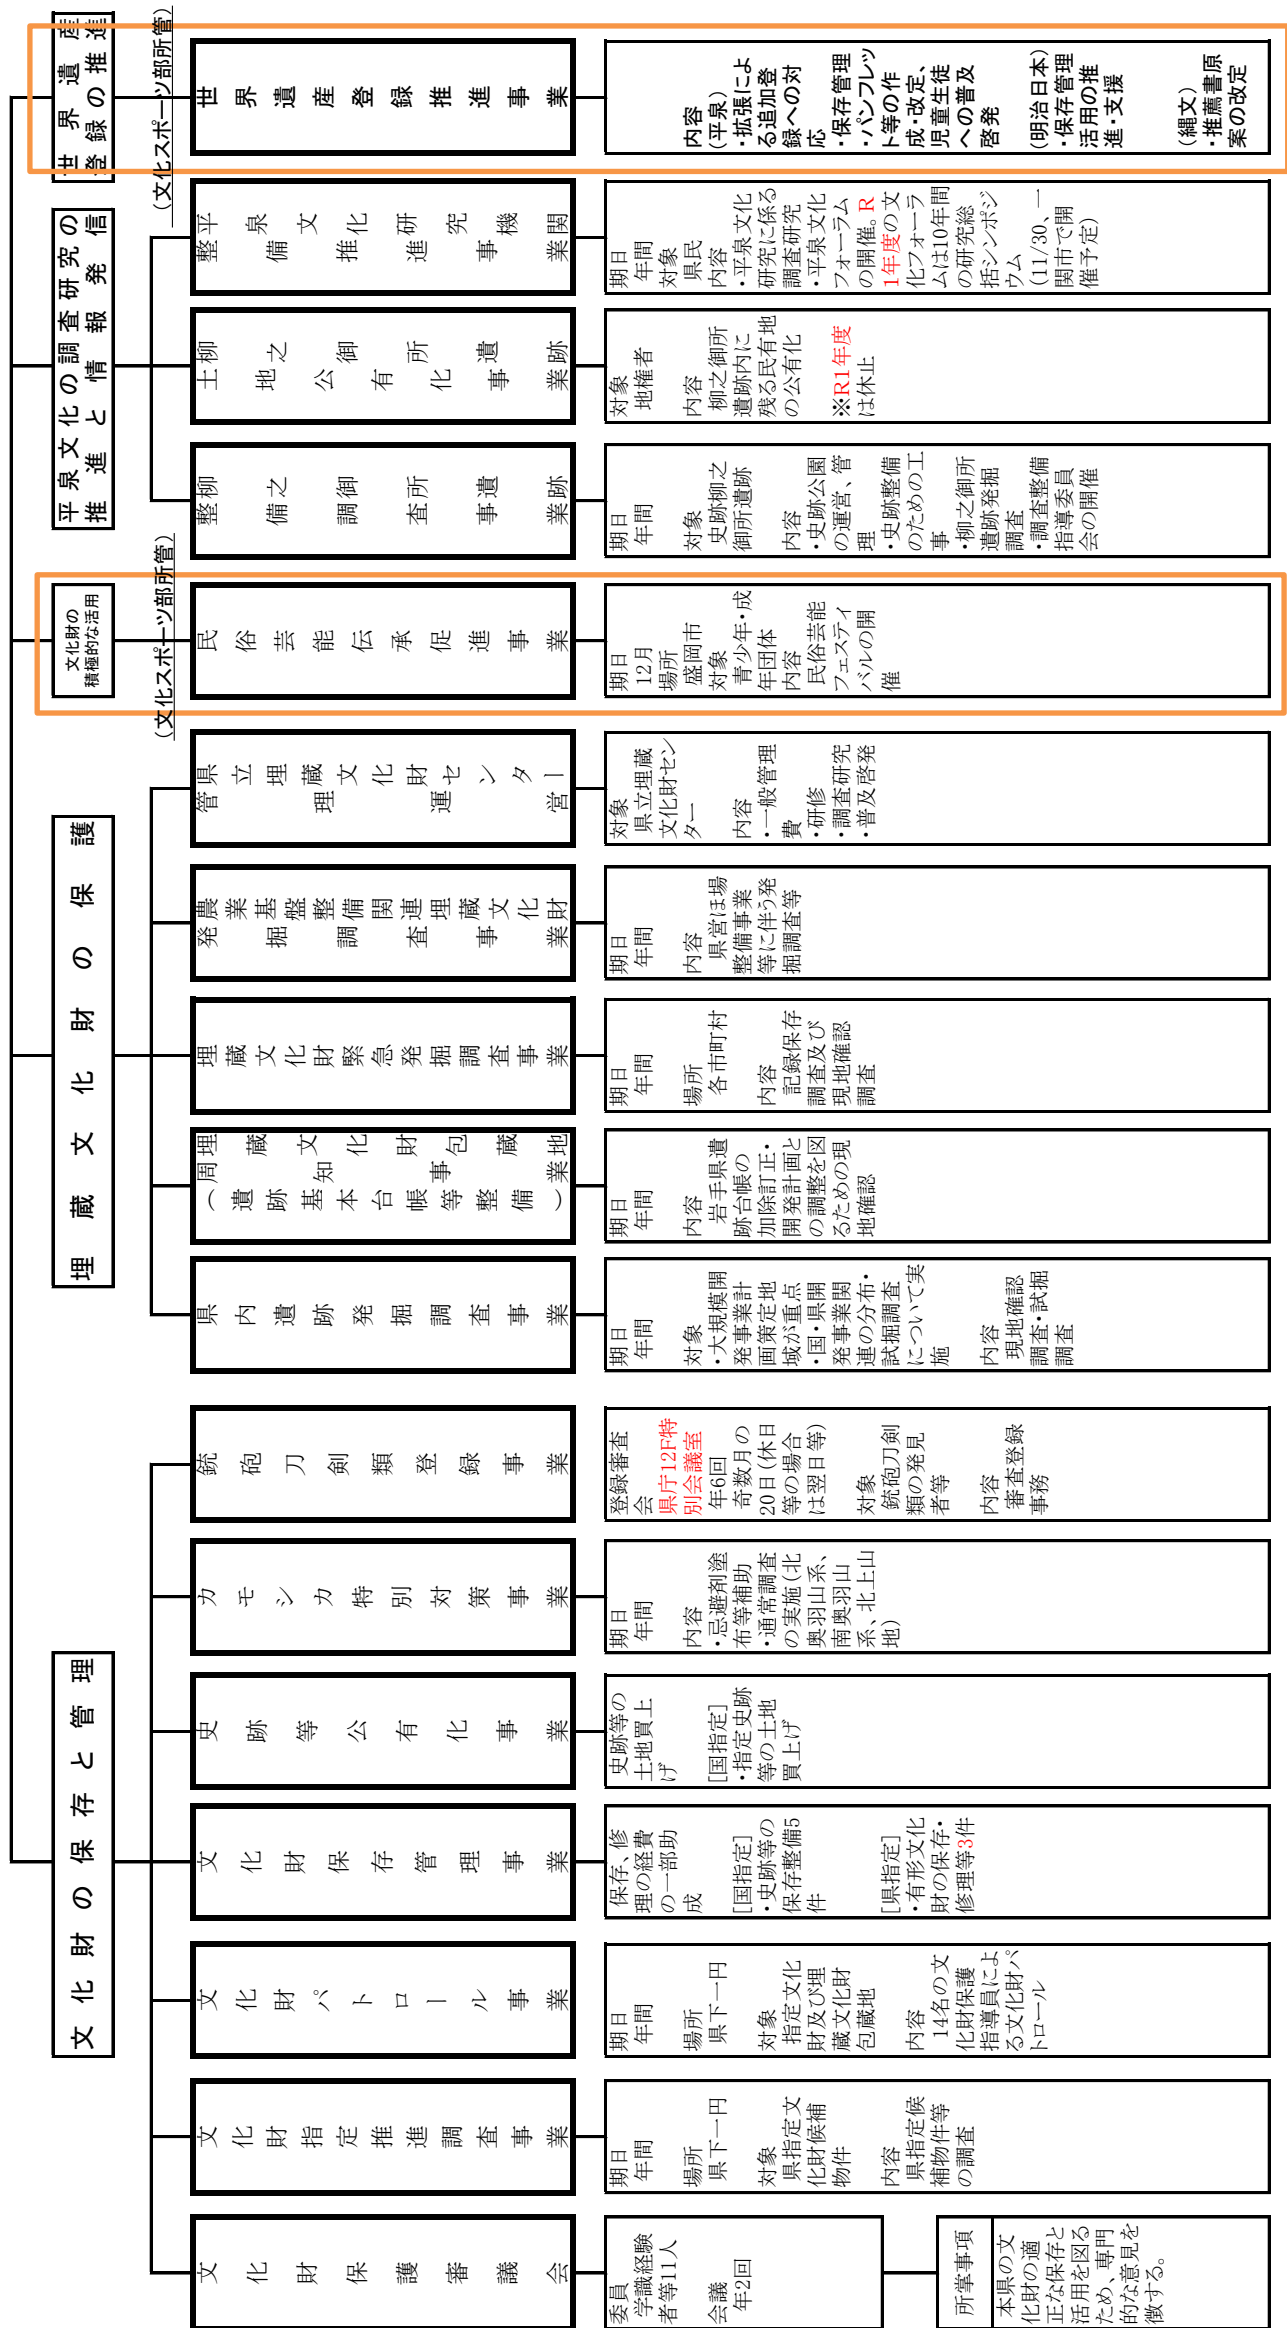 文化財の保存と管理
文化財保護審議会
委員
学識経験
者等11人
会議
年2回
所掌事項
本県の文
化財の適
正な保存と
活用を図る
ため、専門
的な意見を
徴する。
文化財指定推進調査事業
期日
年間
場所
県下一円
対象
県指定文
化財候補
物件
内容
県指定候
補物件等
の調査
文化財パトロール事業
期日
年間
場所
県下一円
対象
指定文化
財及び埋
蔵文化財
包蔵地
内容
14名の文
化財保護
指導員によ
る文化財パ
トロール
文化財保存管理事業
保存、修
理の経費
の一部助
成
[国指定]
・史跡等の
保存整備5
件
[県指定]
・有形文化
財の保存・
修理等3件
史跡等公有化事業
史跡等の
土地買上
げ
[国指定]
・指定史跡
等の土地
買上げ
カモシカ特別対策事業
期日
年間
内容
・忌避剤塗
布等補助
・通常調査
の実施(北
奥羽山系、
南奥羽山
系、北上山
地)
銃砲刀剣類登録事業
登録審査
会
県庁12F特
別会議室
年6回
奇数月の
20日(休日
等の場合
は翌日等)
対象
銃砲刀剣
類の発見
者等
内容
審査登録
事務
埋蔵文化財の保護
県内遺跡発掘調査事業
期日
年間
対象
・大規模開
発事業計
画策定地
域が重点
・国・県開
発事業関
連の分布・
試掘調査
について実
施
内容
現地確認
調査・試掘
調査
埋蔵文化財包蔵地
周知事業
(遺跡基本台帳等整備)
期日
年間
内容
岩手県遺
跡台帳の
加除訂正・
開発計画と
の調整を図
るための現
地確認
埋蔵文化財緊急発掘調査事業
期日
年間
場所
各市町村
内容
記録保存
調査及び
現地確認
調査
農業基盤整備関連埋蔵文化財
発掘調査事業
期日
年間
内容
県営ほ場
整備事業
等に伴う発
掘調査等
県立埋蔵文化財センター
管理運営
対象
県立埋蔵
文化財セン
ター
内容
・一般管理
費
・研修
・調査研究
・普及啓発
文化財の
積極的な活用
(文化スポーツ部所管)
民俗芸能伝承促進事業
期日
12月
場所
盛岡市
対象
青少年・成
年団体
内容
民俗芸能
フェスティ
バルの開
催
平泉文化の調査研究の
推進と情報発信
柳之御所遺跡
整備調査事業
期日
年間
対象
史跡柳之
御所遺跡
内容
・史跡公園
の運営、管
理
・史跡整備
のための工
事
・柳之御所
遺跡発掘
調査
・調査整備
指導委員
会の開催
柳之御所遺跡
土地公有化事業
対象
地権者
内容
柳之御所
遺跡内に
残る民有地
の公有化
※R1年度
は休止
平泉文化研究機関
整備推進事業
期日
年間
対象
県民
内容
・平泉文化
研究に係る
調査研究
・平泉文化
フォーラム
の開催。R
1年度の文
化フォーラ
ムは10年間
の研究総
括シンポジ
ウム
(11/30、一
関市で開
催予定)
世界遺産
登録の推進
(文化スポーツ部所管)
世界遺産登録推進事業
内容
(平泉)
・拡張によ
る追加登
録への対
応
・保存管理
・パンフレッ
ト等の作
成・改定、
児童生徒
への普及
啓発
(明治日本)
・保存管理
活用の推
進・支援
(縄文)
・推薦書原
案の改定